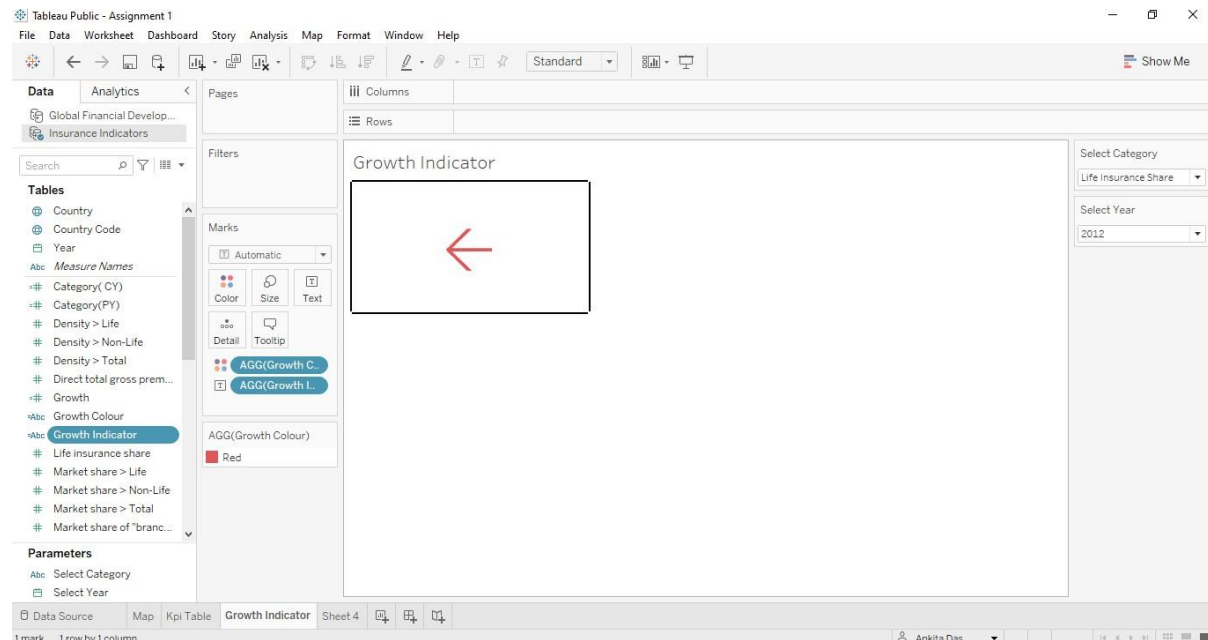 Tableau Public - Assignment 1
File Data Worksheet Dashboard Story Analysis Map Format Window Help
Standard
Show Me
Data Analytics
Global Financial Develop...
Insurance Indicators
Search
Tables
Country
Country Code
Year
Abc Measure Names
Category( CY)
Category(PY)
Density > Life
Density > Non-Life
Density > Total
Direct total gross prem...
Growth
Abc Growth Colour
Abc Growth Indicator
Life insurance share
Market share > Life
Market share > Non-Life
Market share > Total
Market share of "branc...
Parameters
Abc Select Category
Select Year
Pages
Filters
Marks
Automatic
Color Size Text
Detail Tooltip
AGG(Growth C..
AGG(Growth I..
AGG(Growth Colour)
Red
Columns
Rows
Growth Indicator
Select Category
Life Insurance Share
Select Year
2012
Data Source Map Kpi Table Growth Indicator Sheet 4
1 mark 1 row by 1 column
Ankita Das